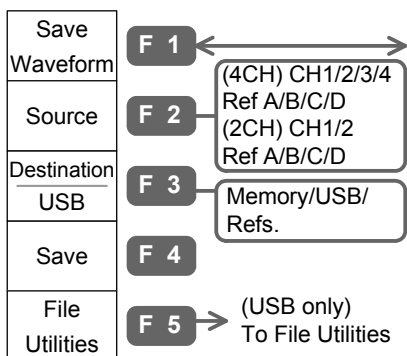 Save
Waveform
F 1
Source
F 2
(4CH) CH1/2/3/4
Ref A/B/C/D
(2CH) CH1/2
Ref A/B/C/D
Destination
USB
F 3
Memory/USB/
Refs.
Save
F 4
File
Utilities
F 5
(USB only)
To File Utilities